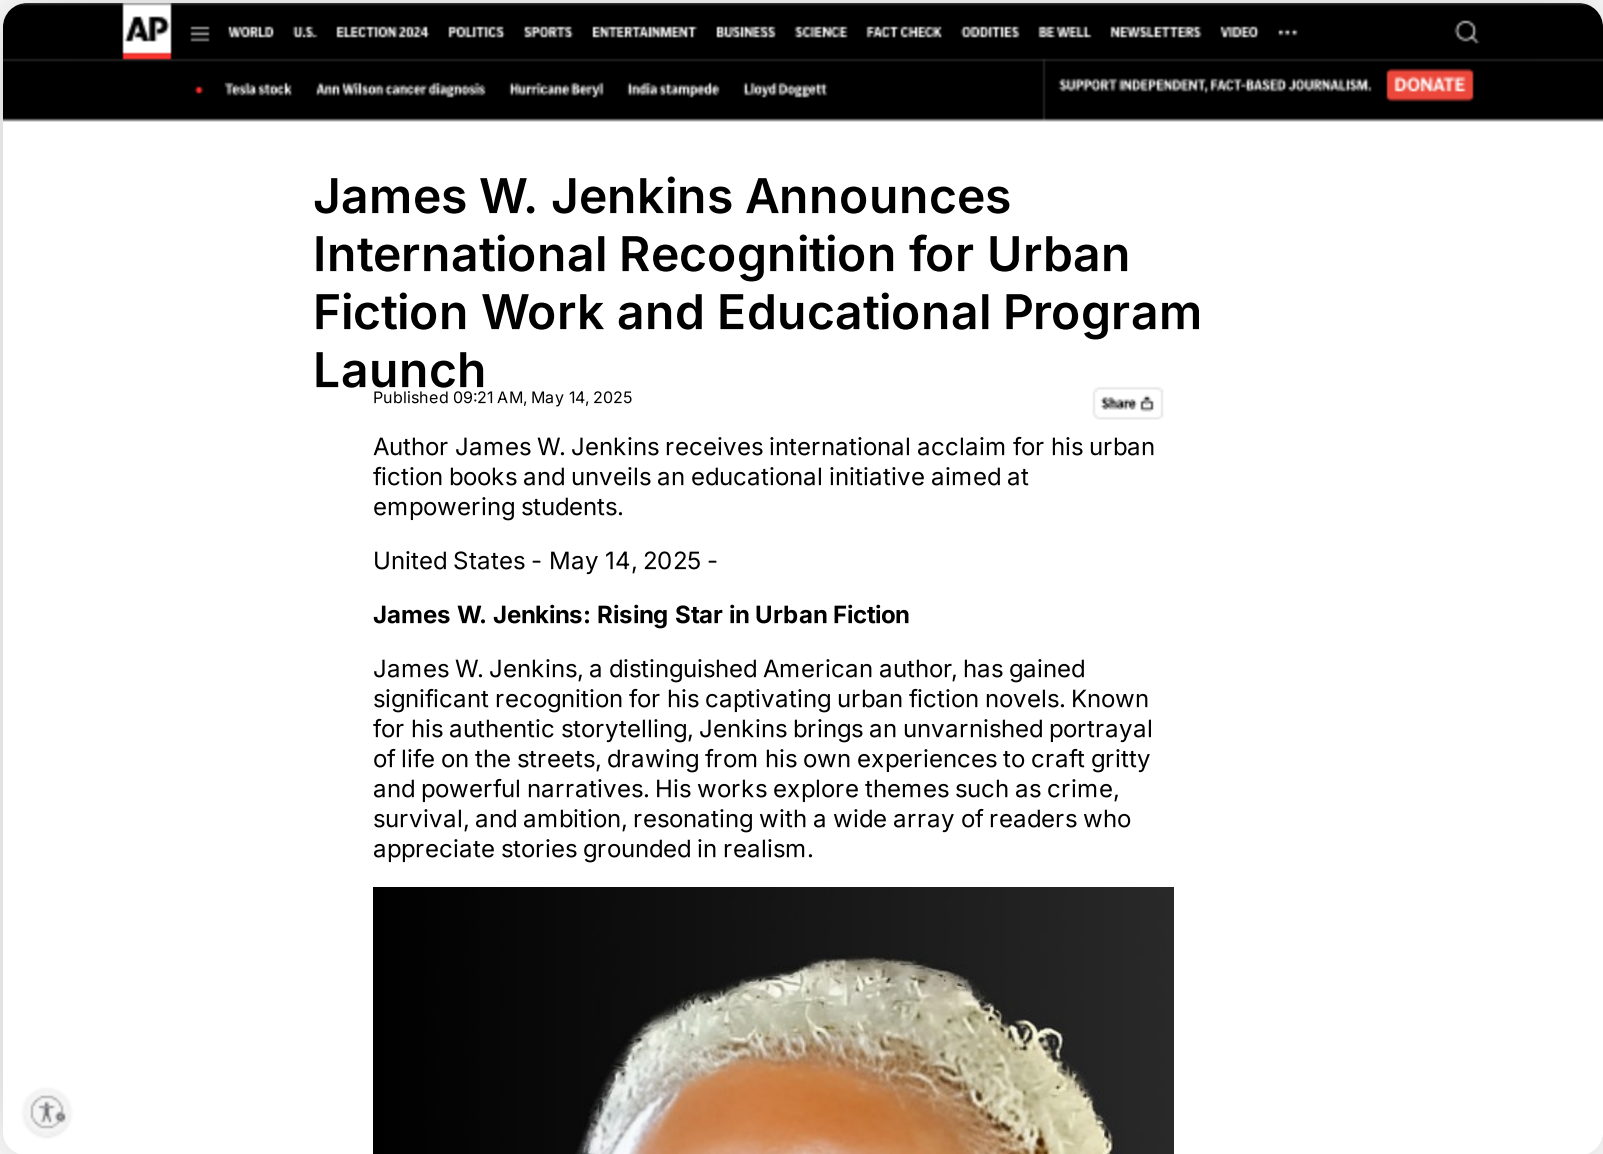 AP
WORLD U.S. ELECTION 2024 POLITICS SPORTS ENTERTAINMENT BUSINESS SCIENCE FACT CHECK ODDITIES BE WELL NEWSLETTERS VIDEO •••
Tesla stock Ann Wilson cancer diagnosis Hurricane Beryl India stampede Lloyd Doggett
SUPPORT INDEPENDENT, FACT-BASED JOURNALISM. DONATE
James W. Jenkins Announces
International Recognition for Urban
Fiction Work and Educational Program
Launch
Published 09:21 AM, May 14, 2025
Share
Author James W. Jenkins receives international acclaim for his urban
fiction books and unveils an educational initiative aimed at
empowering students.
United States - May 14, 2025 -
James W. Jenkins: Rising Star in Urban Fiction
James W. Jenkins, a distinguished American author, has gained
significant recognition for his captivating urban fiction novels. Known
for his authentic storytelling, Jenkins brings an unvarnished portrayal
of life on the streets, drawing from his own experiences to craft gritty
and powerful narratives. His works explore themes such as crime,
survival, and ambition, resonating with a wide array of readers who
appreciate stories grounded in realism.